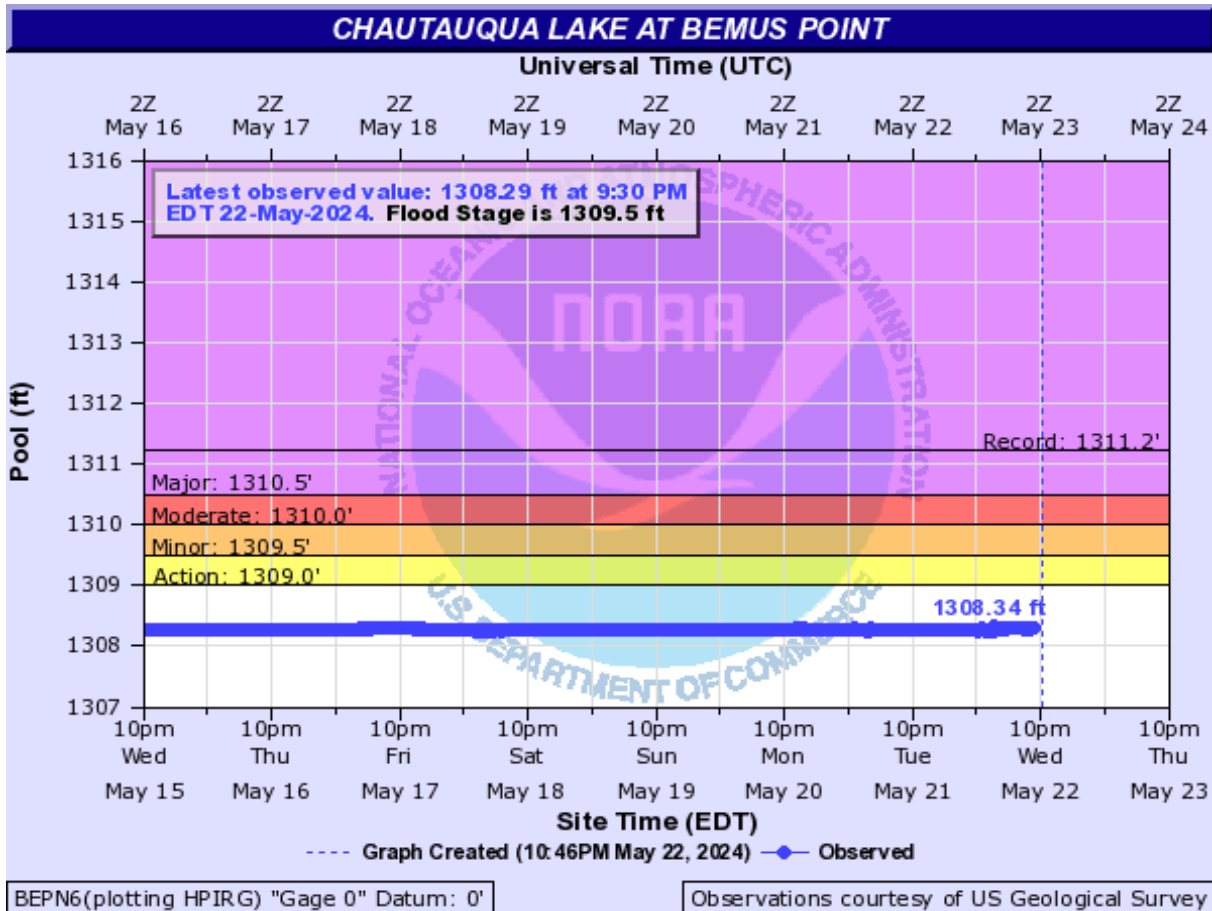 CHAUTAUQUA LAKE AT BEMUS POINT
Universal Time (UTC)
2Z 2Z 2Z 2Z 2Z 2Z 2Z 2Z 2Z
May 16 May 17 May 18 May 19 May 20 May 21 May 22 May 23 May 24
1316
Latest observed value: 1308.29 ft at 9:30 PM
EDT 22-May-2024. Flood Stage is 1309.5 ft
1315
1314
1313
1312
1311
1310
1309
1308
1307
Pool (ft)
NATIONAL OCEANIC AND ATMOSPHERIC ADMINISTRATION
NOAA
U.S. DEPARTMENT OF COMMERCE
Record: 1311.2'
Major: 1310.5'
Moderate: 1310.0'
Minor: 1309.5'
Action: 1309.0'
1308.34 ft
10pm 10pm 10pm 10pm 10pm 10pm 10pm 10pm 10pm
Wed Thu Fri Sat Sun Mon Tue Wed Thu
May 15 May 16 May 17 May 18 May 19 May 20 May 21 May 22 May 23
Site Time (EDT)
Graph Created (10:46PM May 22, 2024) Observed
BEPN6(plotting HPIRG) "Gage 0" Datum: 0'
Observations courtesy of US Geological Survey